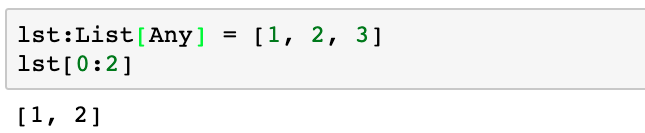 lst:List[Any] = [1, 2, 3]
lst[0:2]
[1, 2]